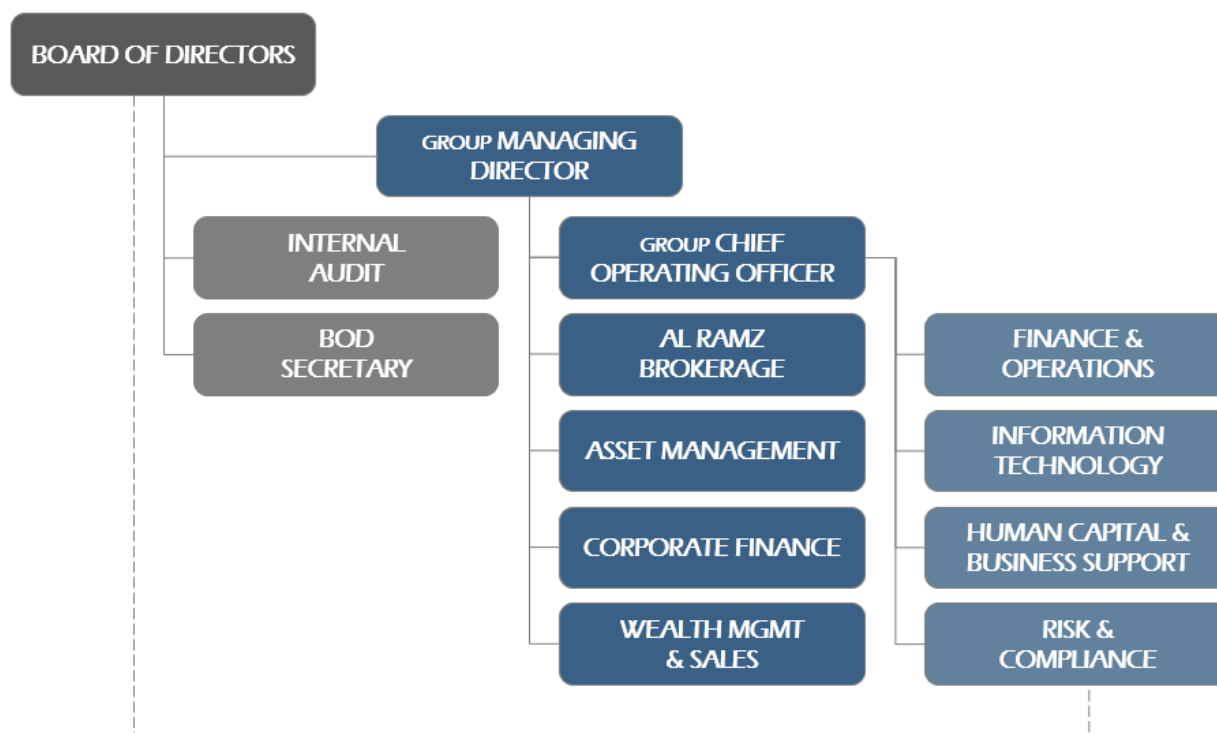 BOARD OF DIRECTORS
GROUP MANAGING
DIRECTOR
INTERNAL
AUDIT
GROUP CHIEF
OPERATING OFFICER
BOD
SECRETARY
AL RAMZ
BROKERAGE
FINANCE &
OPERATIONS
ASSET MANAGEMENT
INFORMATION
TECHNOLOGY
CORPORATE FINANCE
HUMAN CAPITAL &
BUSINESS SUPPORT
WEALTH MGMT
& SALES
RISK &
COMPLIANCE